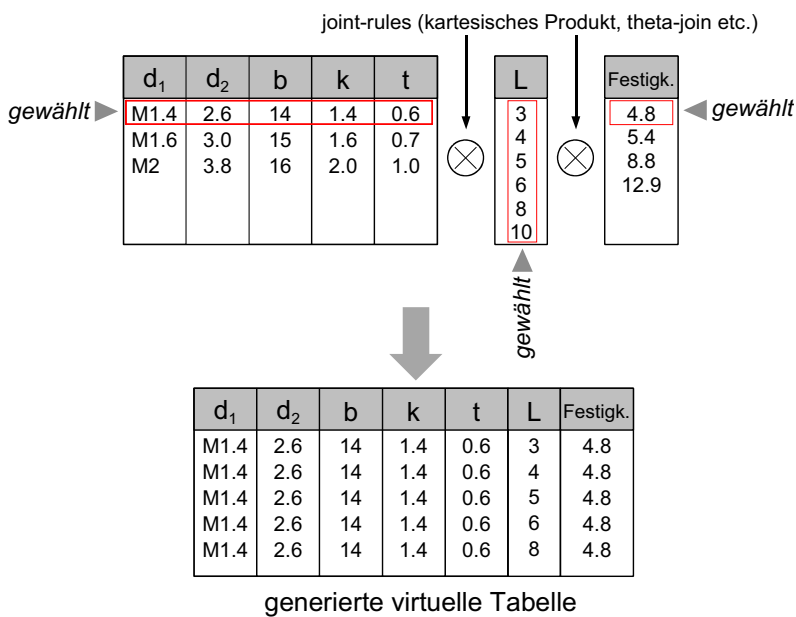 joint-rules (kartesisches Produkt, theta-join etc.)
d₁ d₂ b k t L Festigk.
gewählt M1.4 2.6 14 1.4 0.6 3 4.8 gewählt
M1.6 3.0 15 1.6 0.7 4 5.4
M2 3.8 16 2.0 1.0 5 8.8
6 12.9
8
10
gewählt
d₁ d₂ b k t L Festigk.
M1.4 2.6 14 1.4 0.6 3 4.8
M1.4 2.6 14 1.4 0.6 4 4.8
M1.4 2.6 14 1.4 0.6 5 4.8
M1.4 2.6 14 1.4 0.6 6 4.8
M1.4 2.6 14 1.4 0.6 8 4.8
generierte virtuelle Tabelle